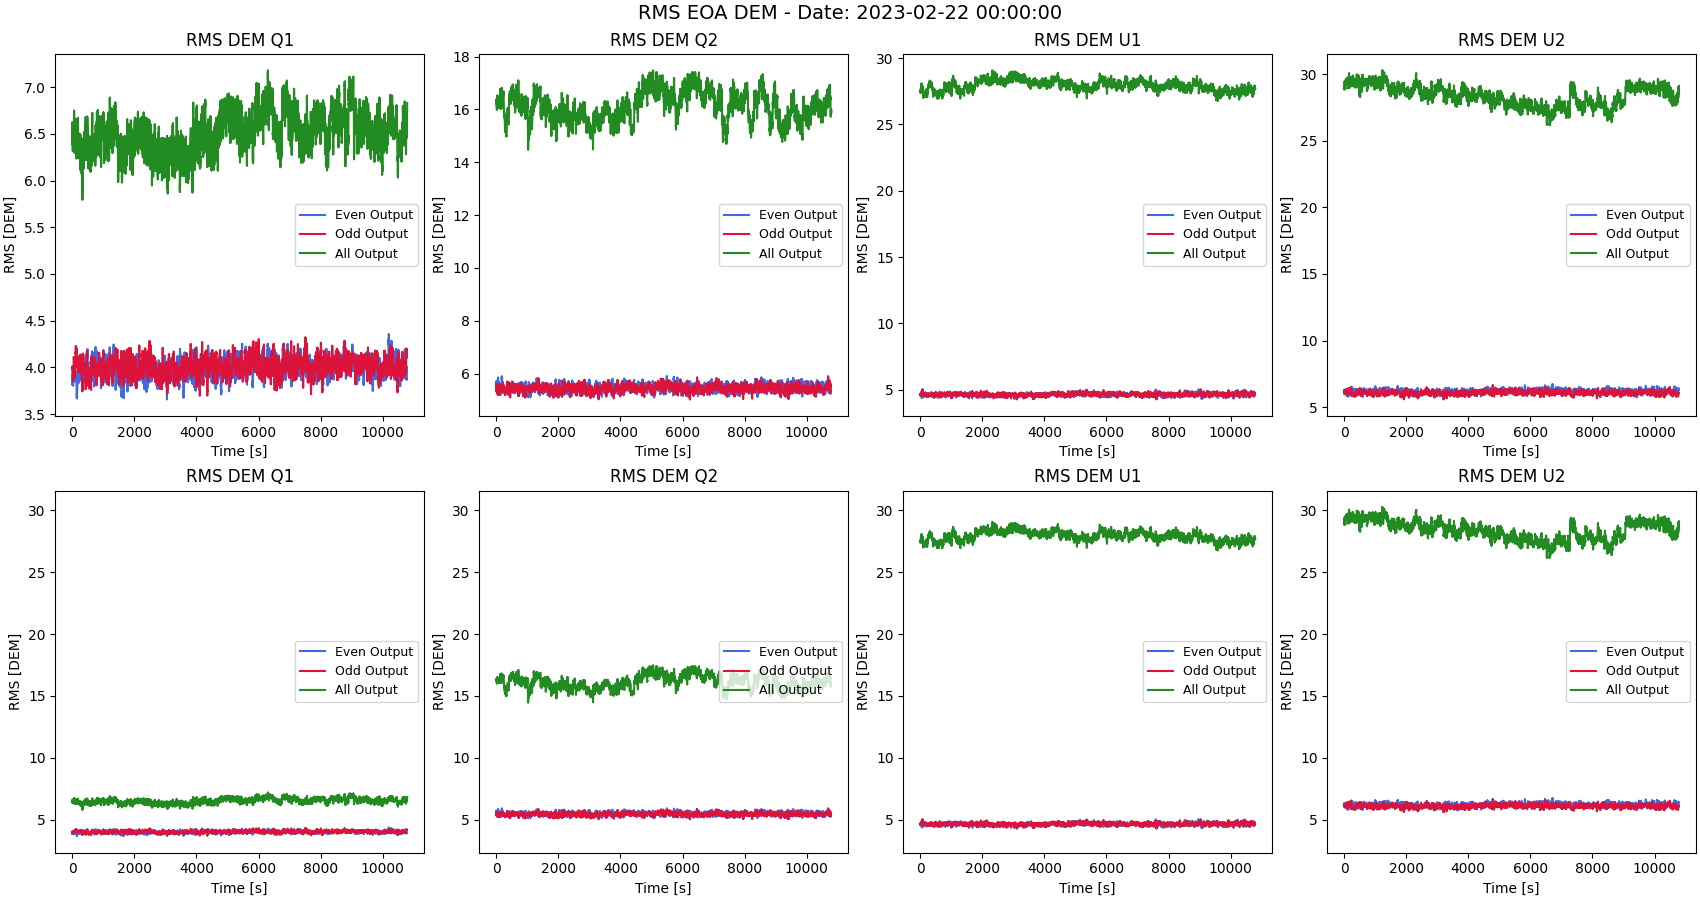 RMS EOA DEM - Date: 2023-02-22 00:00:00
RMS DEM Q1
7.0
6.5
6.0
5.5
5.0
4.5
4.0
3.5
RMS [DEM]
Even Output
Odd Output
All Output
0 2000 4000 6000 8000 10000
Time [s]
RMS DEM Q2
18
16
14
12
10
8
6
RMS [DEM]
Even Output
Odd Output
All Output
0 2000 4000 6000 8000 10000
Time [s]
RMS DEM U1
30
25
20
15
10
5
RMS [DEM]
Even Output
Odd Output
All Output
0 2000 4000 6000 8000 10000
Time [s]
RMS DEM U2
30
25
20
15
10
5
RMS [DEM]
Even Output
Odd Output
All Output
0 2000 4000 6000 8000 10000
Time [s]
RMS DEM Q1
30
25
20
15
10
5
RMS [DEM]
Even Output
Odd Output
All Output
0 2000 4000 6000 8000 10000
Time [s]
RMS DEM Q2
30
25
20
15
10
5
RMS [DEM]
Even Output
Odd Output
All Output
0 2000 4000 6000 8000 10000
Time [s]
RMS DEM U1
30
25
20
15
10
5
RMS [DEM]
Even Output
Odd Output
All Output
0 2000 4000 6000 8000 10000
Time [s]
RMS DEM U2
30
25
20
15
10
5
RMS [DEM]
Even Output
Odd Output
All Output
0 2000 4000 6000 8000 10000
Time [s]